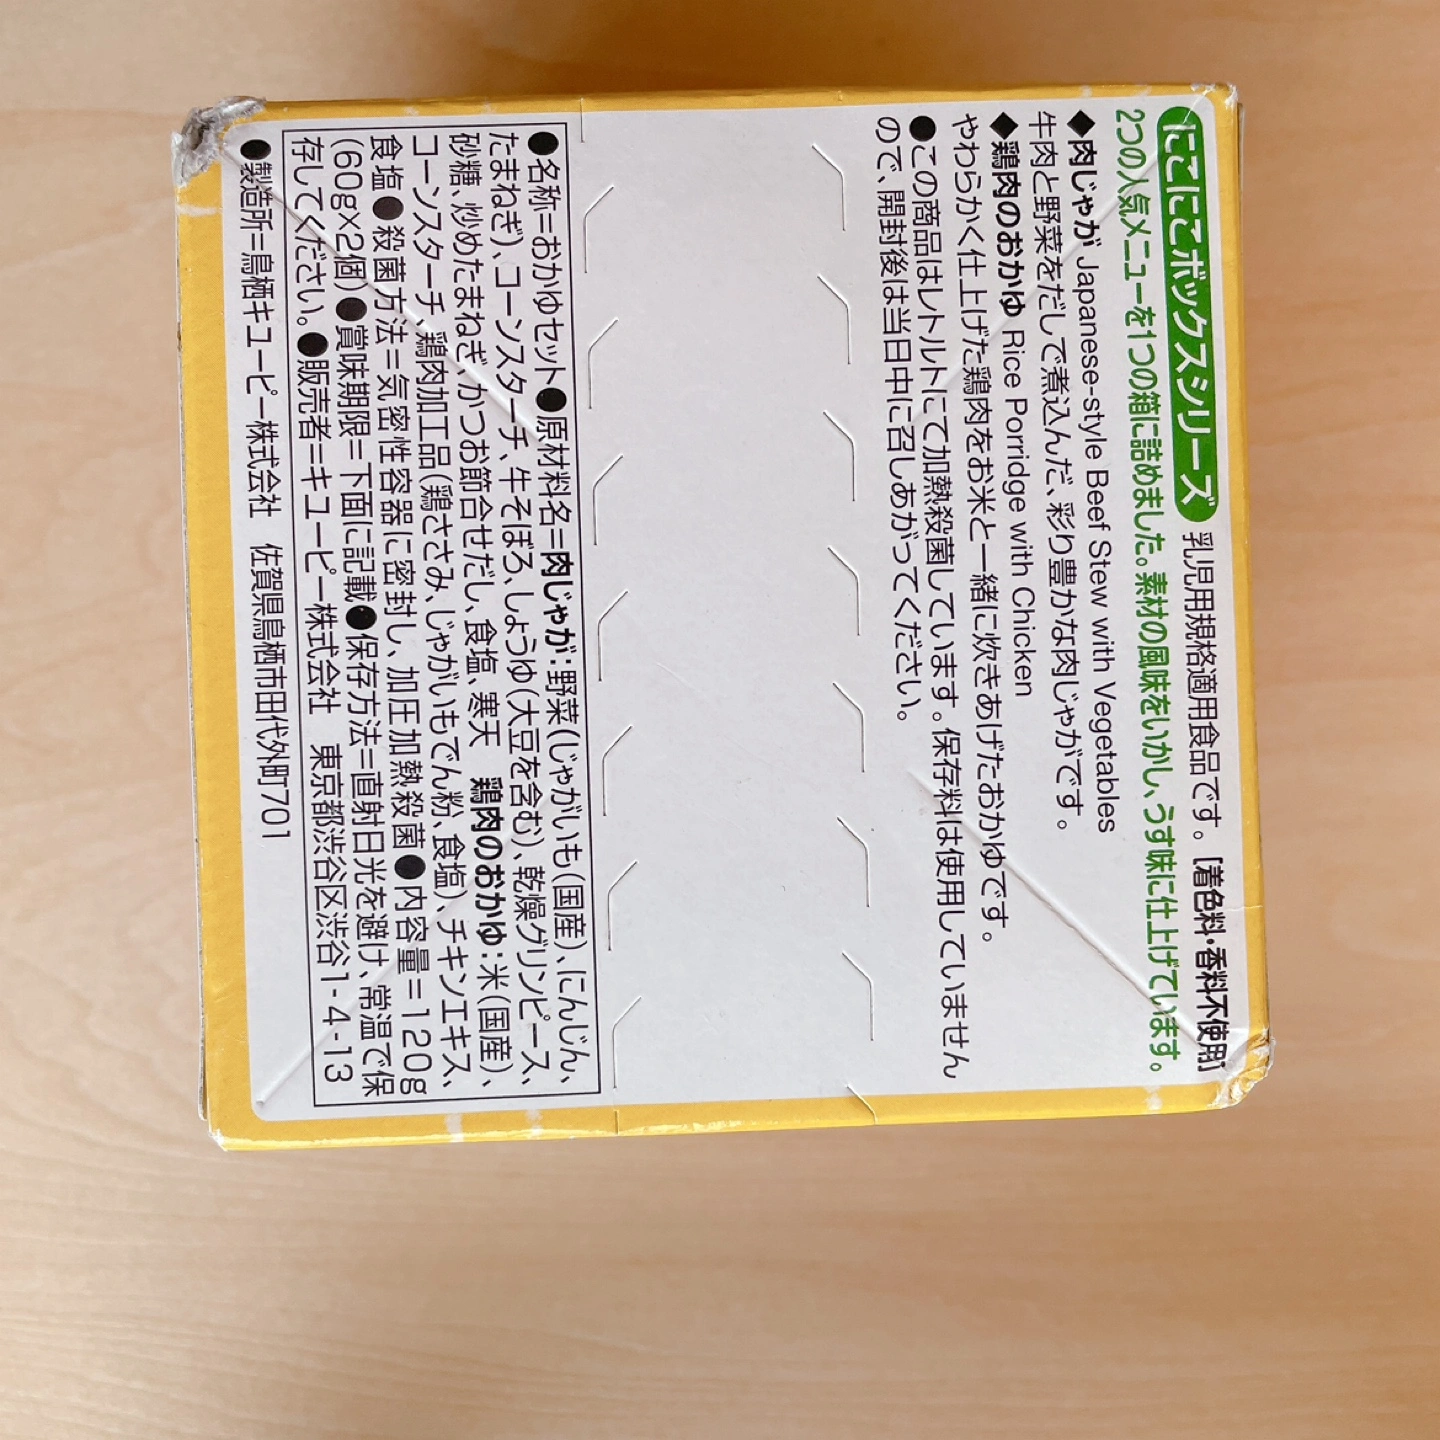 にこにこボックスシリーズ 乳児用規格適用食品です。[着色料・香料不使用]
2つの人気メニューを1つの箱に詰めました。素材の風味をいかし、うす味に仕上げています。
◆肉じゃが Japanese-style Beef Stew with Vegetables
牛肉と野菜をだしで煮込んだ、彩り豊かな肉じゃがです。
◆鶏肉のおかゆ Rice Porridge with Chicken
やわらかく仕上げた鶏肉をお米と一緒に炊きあげたおかゆです。
●この商品はレトルトにて加熱殺菌しています。保存料は使用していません
ので、開封後は当日中に召しあがってください。
●名称=おかゆセット●原材料名=肉じゃが:野菜(じゃがいも(国産)、にんじん、
たまねぎ)、コーンスターチ、牛そぼろ、しょうゆ(大豆を含む)、乾燥グリンピース、
砂糖、炒めたまねぎ、かつお節合せだし、食塩、寒天 鶏肉のおかゆ:米(国産)、
コーンスターチ、鶏肉加工品(鶏ささみ、じゃがいもでん粉、食塩)、チキンエキス、
食塩●殺菌方法=気密性容器に密封し、加圧加熱殺菌●内容量=120g
(60g×2個)●賞味期限=下面に記載●保存方法=直射日光を避け、常温で保
存してください。●販売者=キユーピー株式会社 東京都渋谷区渋谷1-4-13
●製造所=鳥栖キユーピー株式会社 佐賀県鳥栖市田代外町701